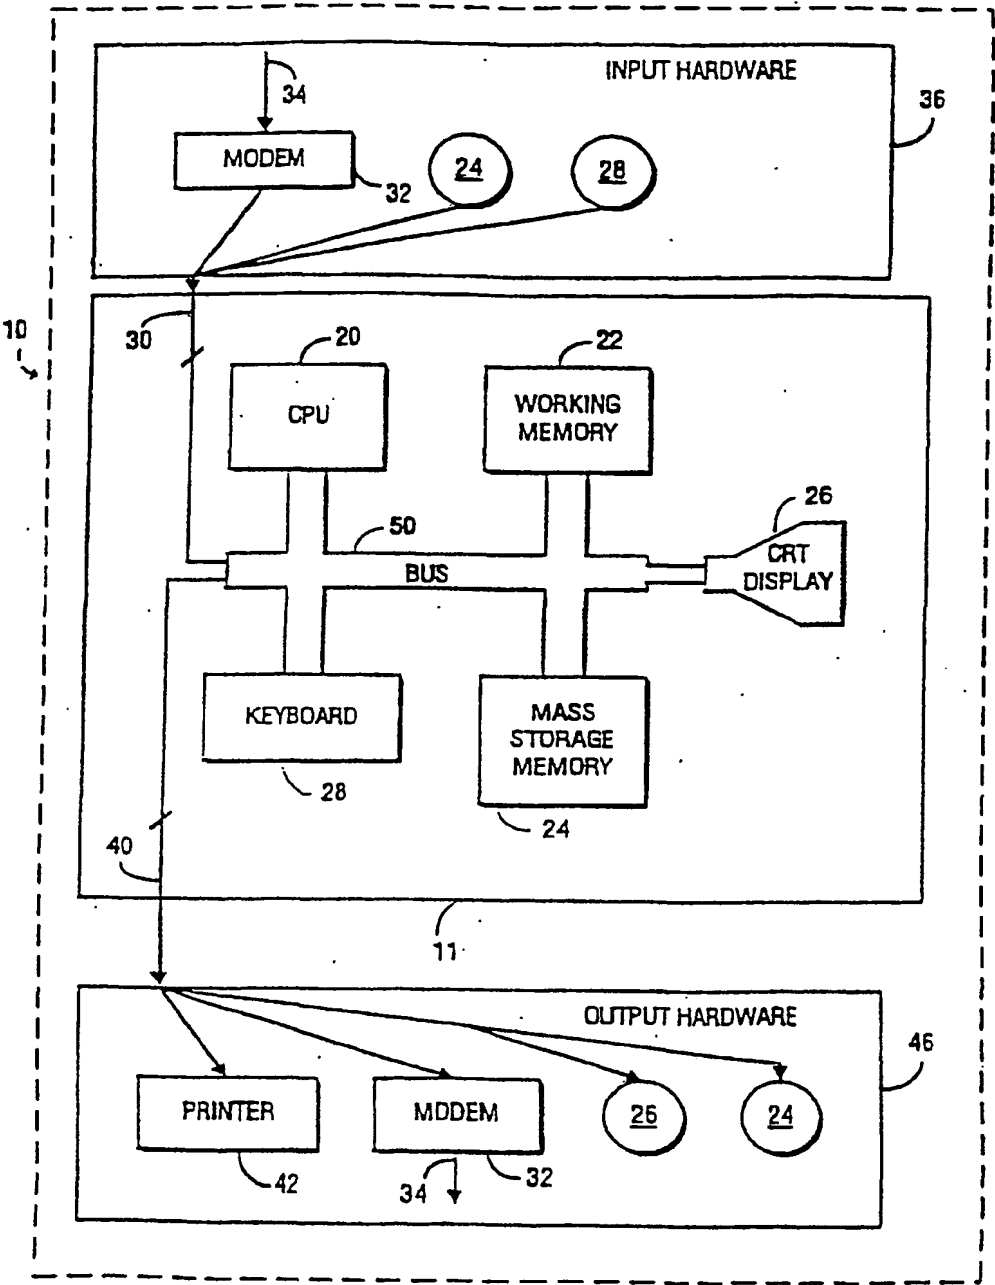 INPUT HARDWARE
36
34
MODEM
32
24
28
10
30
20
22
CPU
WORKING
MEMORY
50
26
BUS
CRT
DISPLAY
KEYBOARD
28
MASS
STORAGE
MEMORY
24
40
11
OUTPUT HARDWARE
46
PRINTER
42
MODEM
32
34
26
24